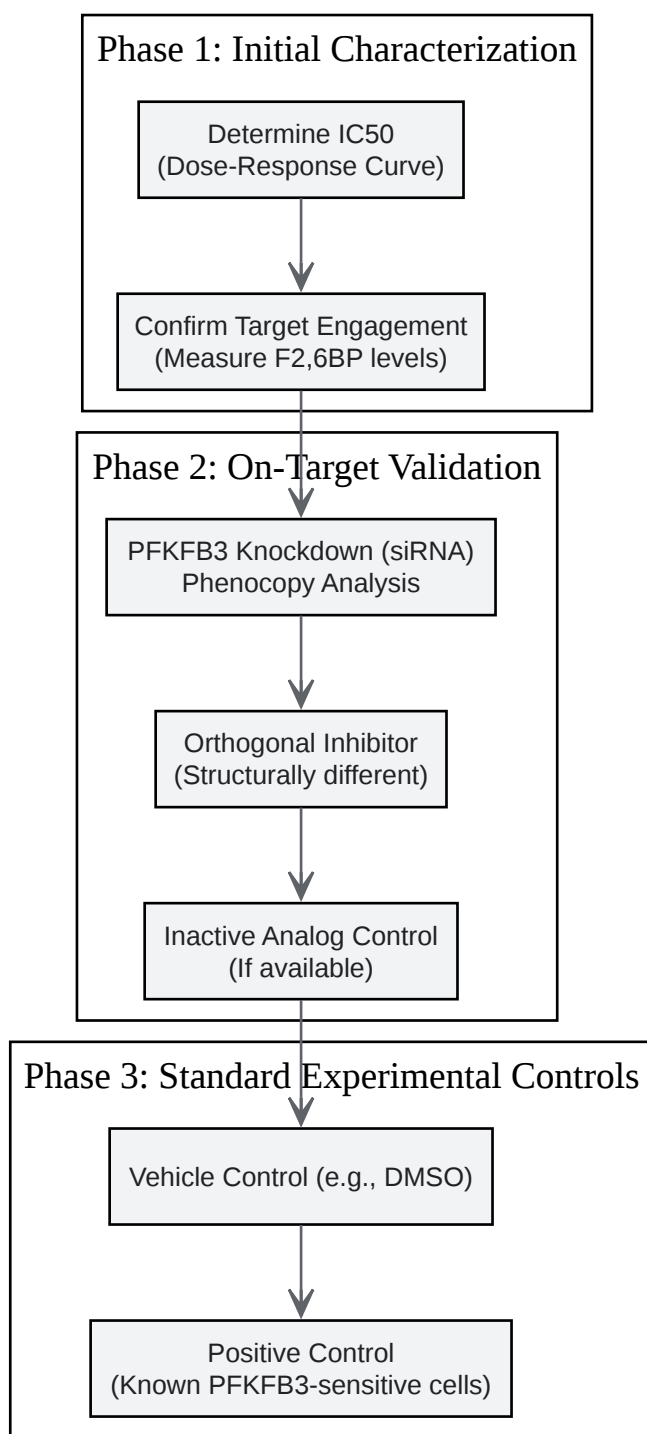 Phase 1: Initial Characterization
Determine IC50
(Dose-Response Curve)
Confirm Target Engagement
(Measure F2,6BP levels)
Phase 2: On-Target Validation
PFKFB3 Knockdown (siRNA)
Phenocopy Analysis
Orthogonal Inhibitor
(Structurally different)
Inactive Analog Control
(If available)
Phase 3: Standard Experimental Controls
Vehicle Control (e.g., DMSO)
Positive Control
(Known PFKFB3-sensitive cells)